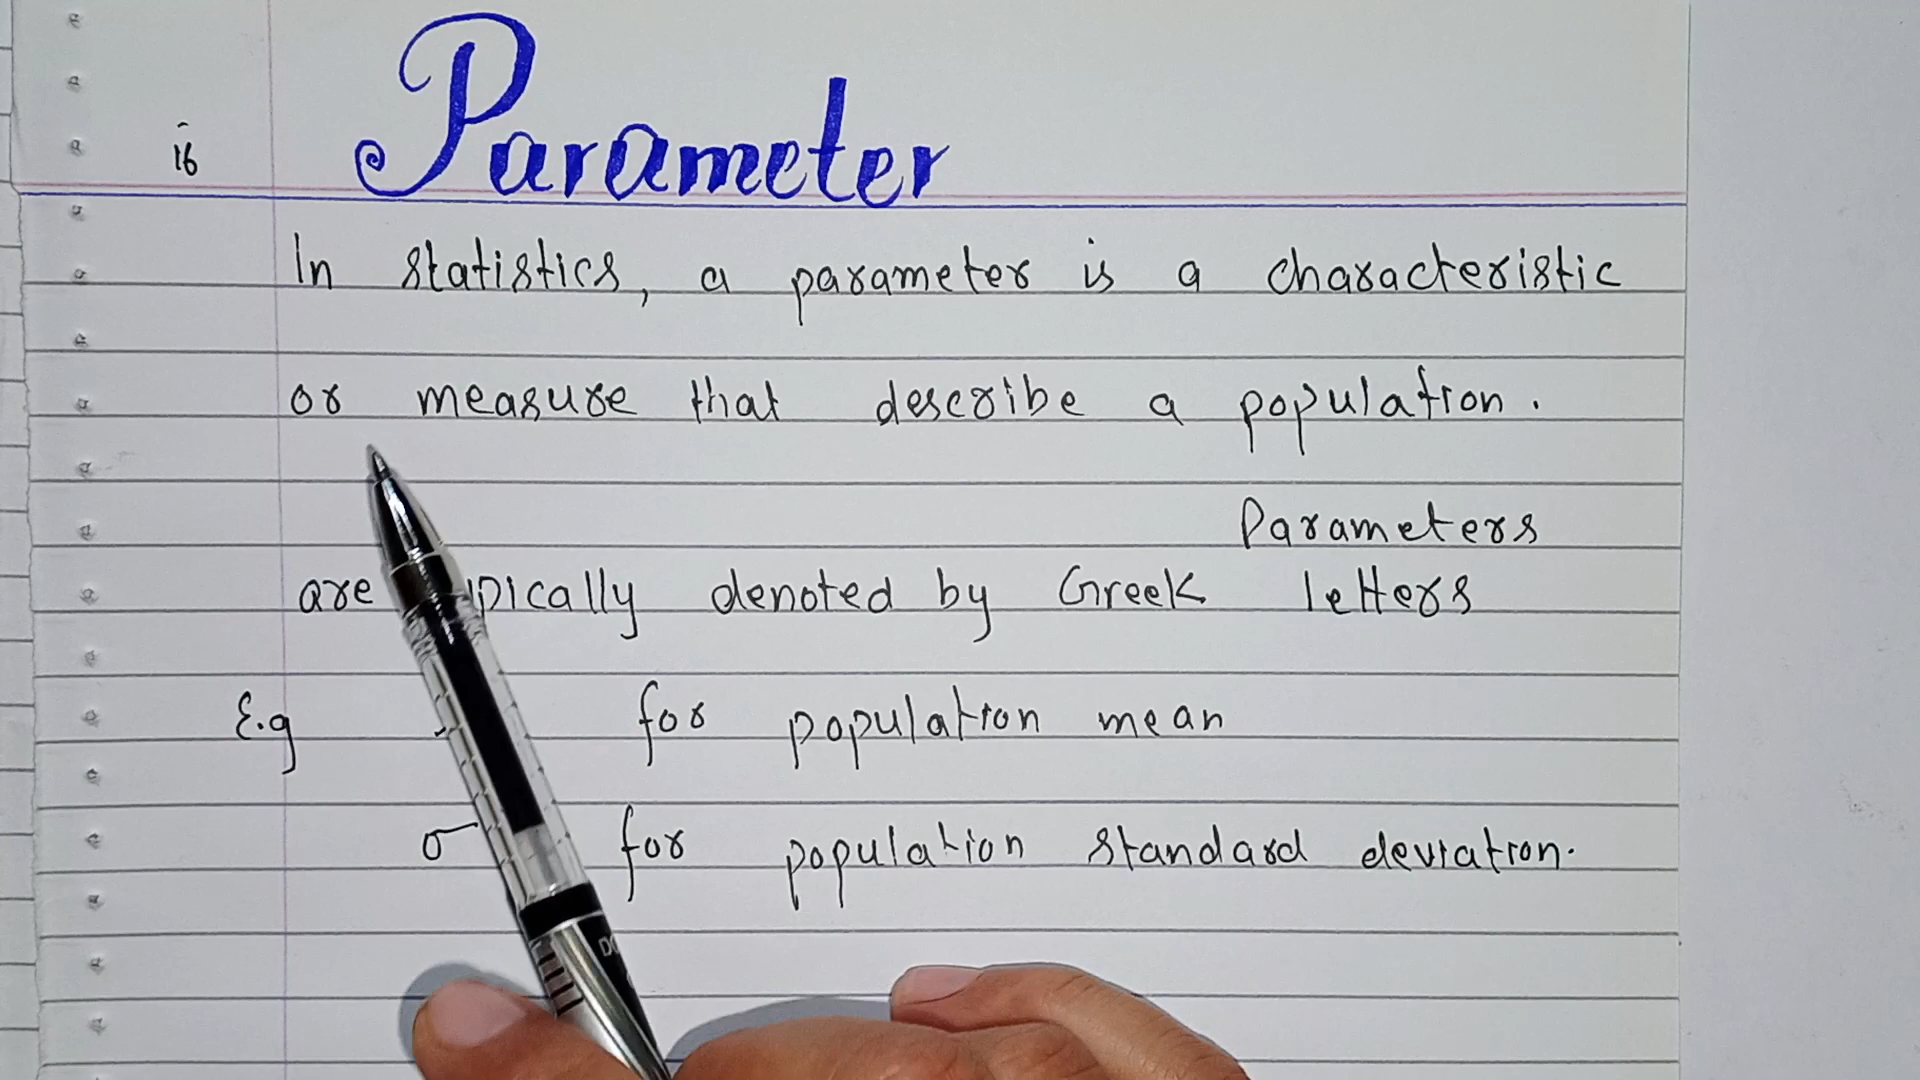 16
Parameter
In statistics, a parameter is a characteristic
or measure that describe a population.
Parameters
are denoted by Greek letters
E.g for population mean
σ for population standard deviation.